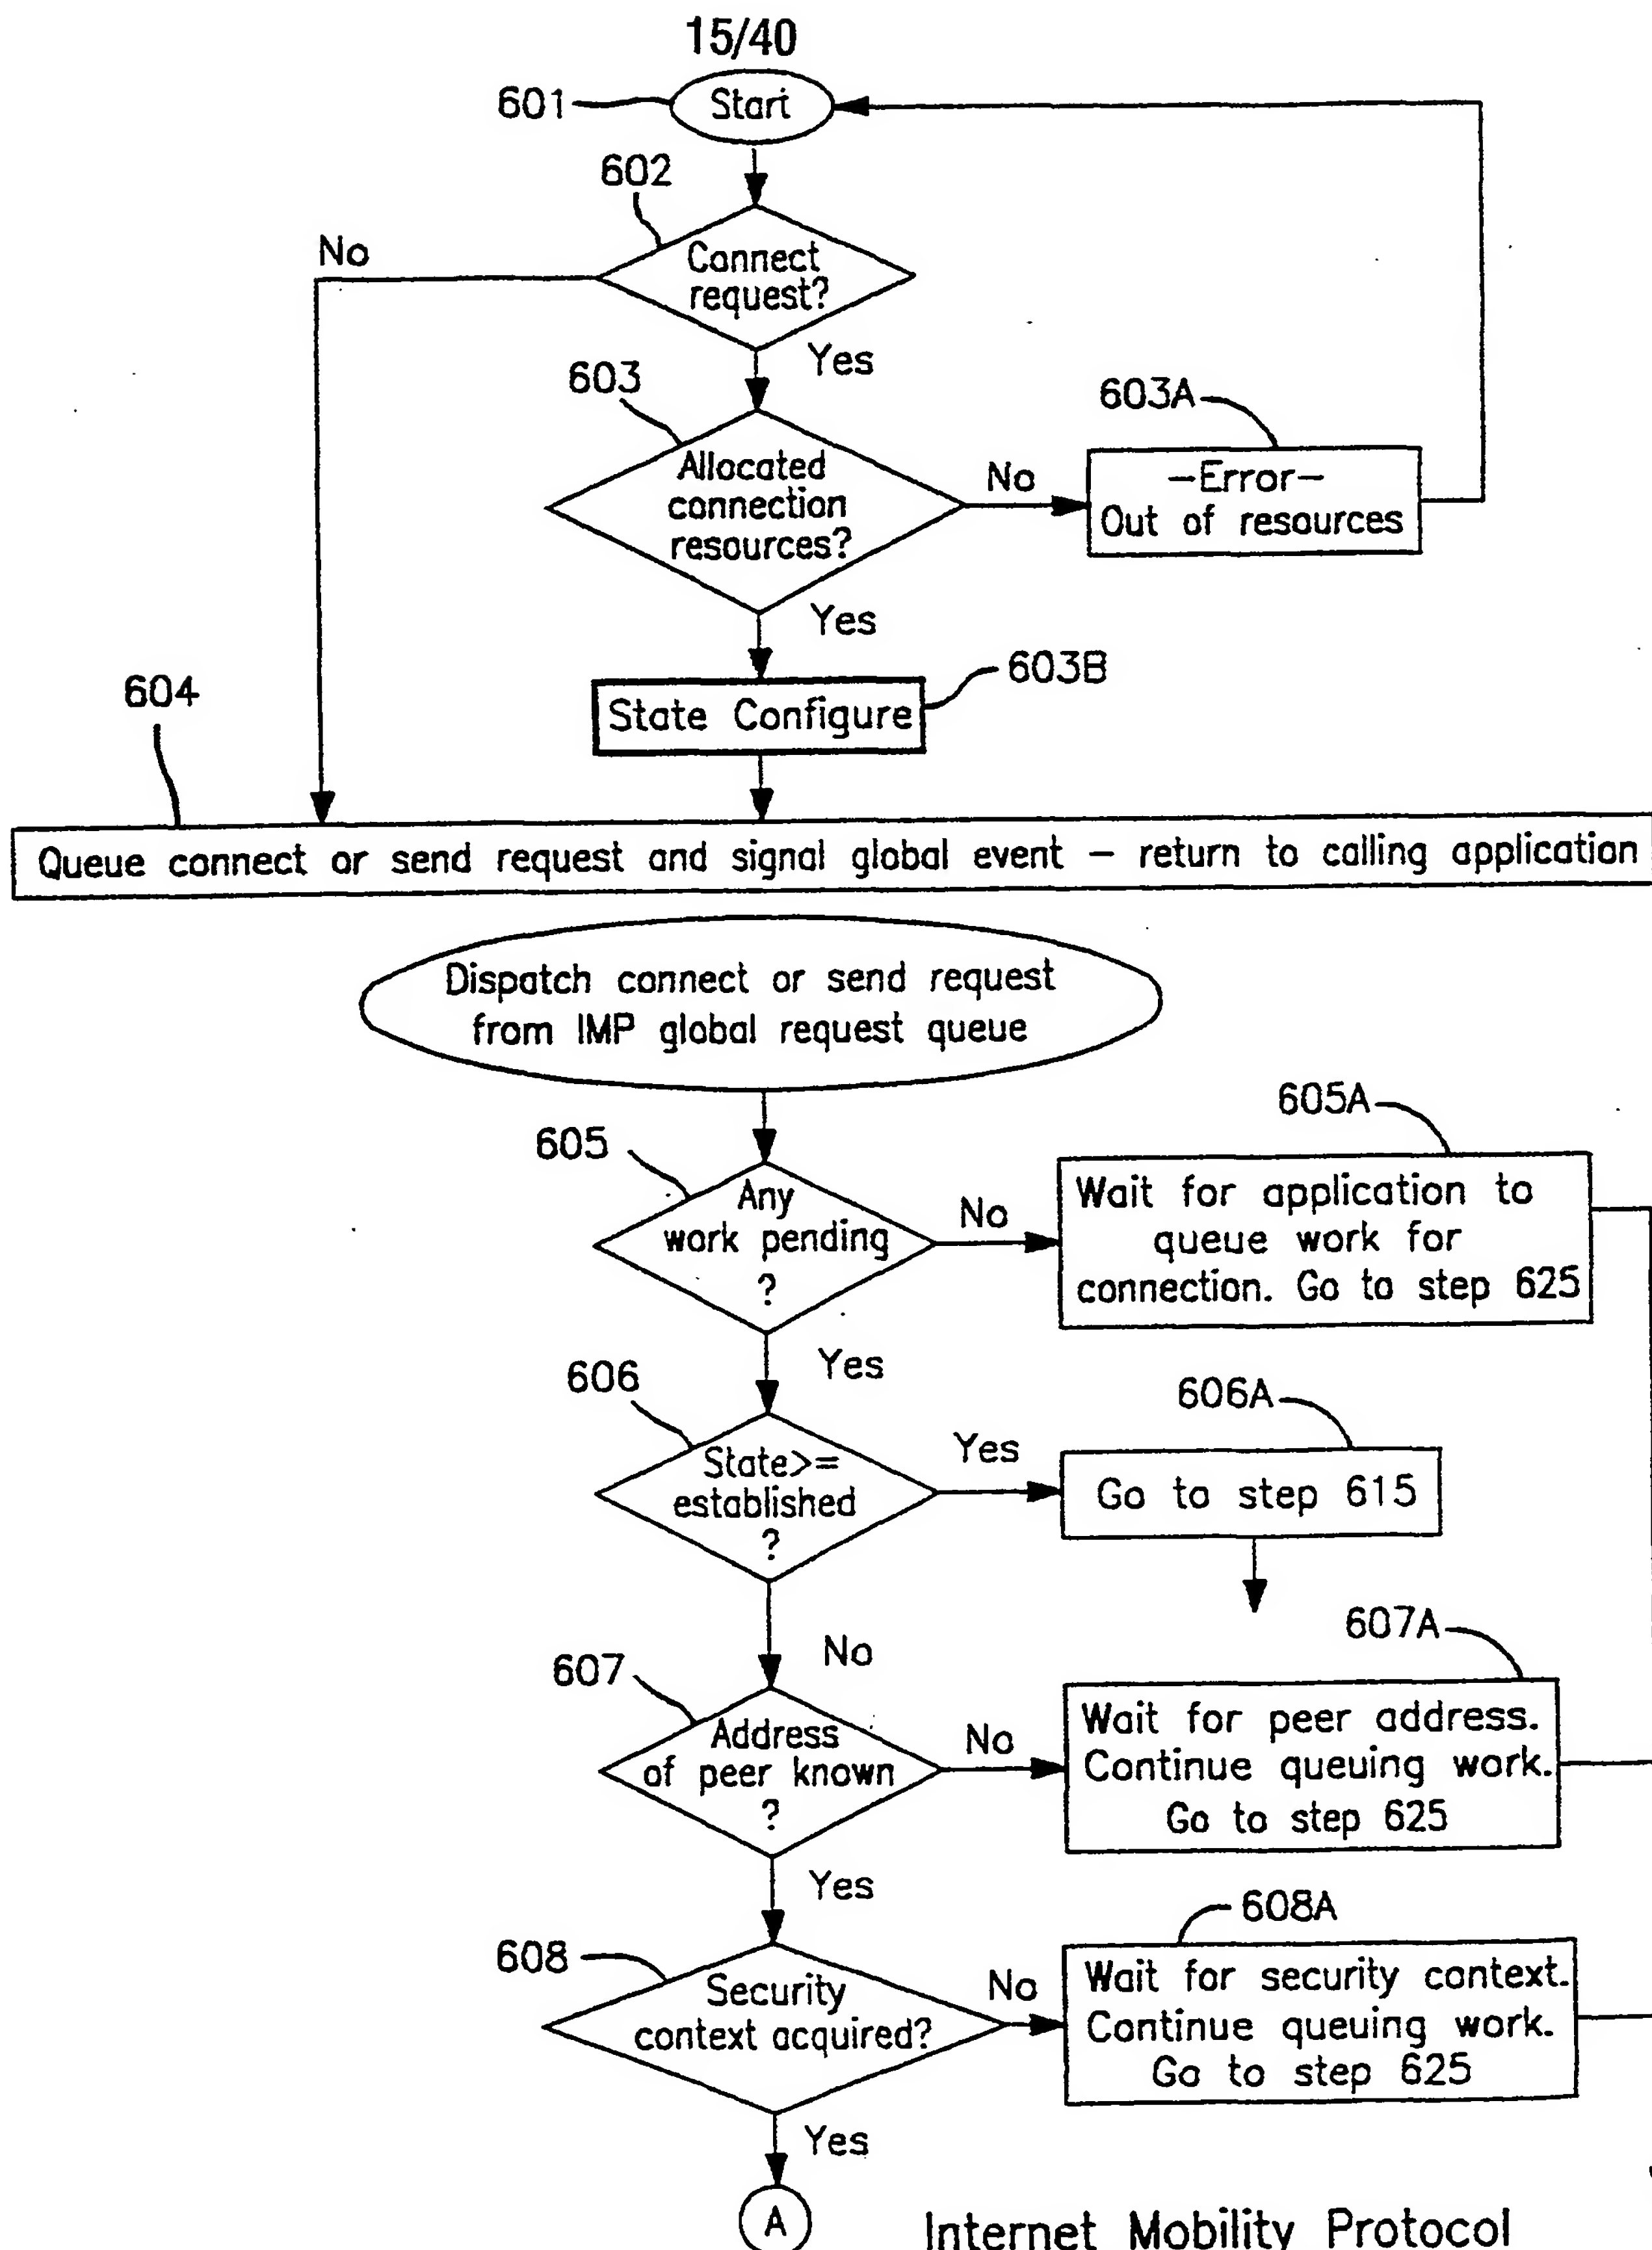 15/40
601
Start
602
No
Connect
request?
Yes
603
603A
Allocated
connection
resources?
No
-Error-
Out of resources
Yes
603B
604
State Configure
Queue connect or send request and signal global event - return to calling application
Dispatch connect or send request
from IMP global request queue
605A
605
Any
work pending
?
No
Wait for application to
queue work for
connection. Go to step 625
Yes
606
606A
State>=
established
?
Yes
Go to step 615
No
607A
607
Address
of peer known
?
No
Wait for peer address.
Continue queuing work.
Go to step 625
Yes
608A
608
Security
context acquired?
No
Wait for security context.
Continue queuing work.
Go to step 625
Yes
A
Internet Mobility Protocol